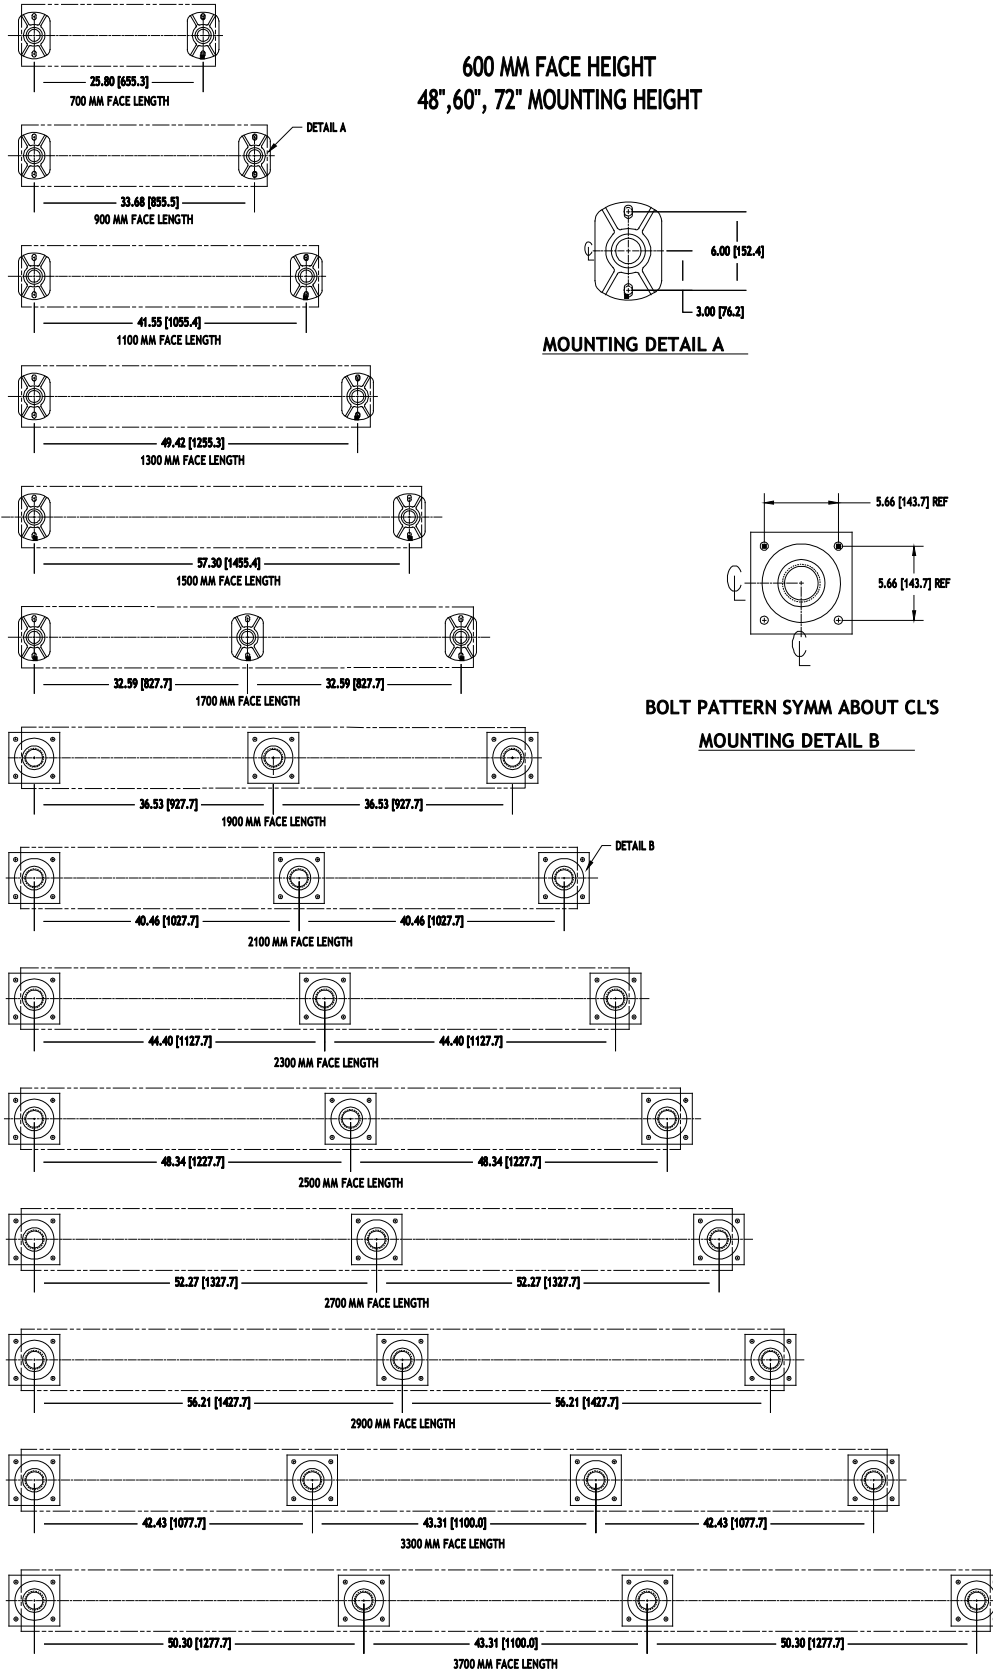 25.80 [655.3]
700 MM FACE LENGTH
600 MM FACE HEIGHT
48",60", 72" MOUNTING HEIGHT
DETAIL A
33.68 [855.5]
900 MM FACE LENGTH
6.00 [152.4]
3.00 [76.2]
MOUNTING DETAIL A
41.55 [1055.4]
1100 MM FACE LENGTH
49.42 [1255.3]
1300 MM FACE LENGTH
57.30 [1455.4]
1500 MM FACE LENGTH
5.66 [143.7] REF
5.66 [143.7] REF
BOLT PATTERN SYMM ABOUT CL'S
MOUNTING DETAIL B
32.59 [827.7] 32.59 [827.7]
1700 MM FACE LENGTH
36.53 [927.7] 36.53 [927.7]
1900 MM FACE LENGTH
DETAIL B
40.46 [1027.7] 40.46 [1027.7]
2100 MM FACE LENGTH
44.40 [1127.7] 44.40 [1127.7]
2300 MM FACE LENGTH
48.34 [1227.7] 48.34 [1227.7]
2500 MM FACE LENGTH
52.27 [1327.7] 52.27 [1327.7]
2700 MM FACE LENGTH
56.21 [1427.7] 56.21 [1427.7]
2900 MM FACE LENGTH
42.43 [1077.7] 43.31 [1100.0] 42.43 [1077.7]
3300 MM FACE LENGTH
50.30 [1277.7] 43.31 [1100.0] 50.30 [1277.7]
3700 MM FACE LENGTH